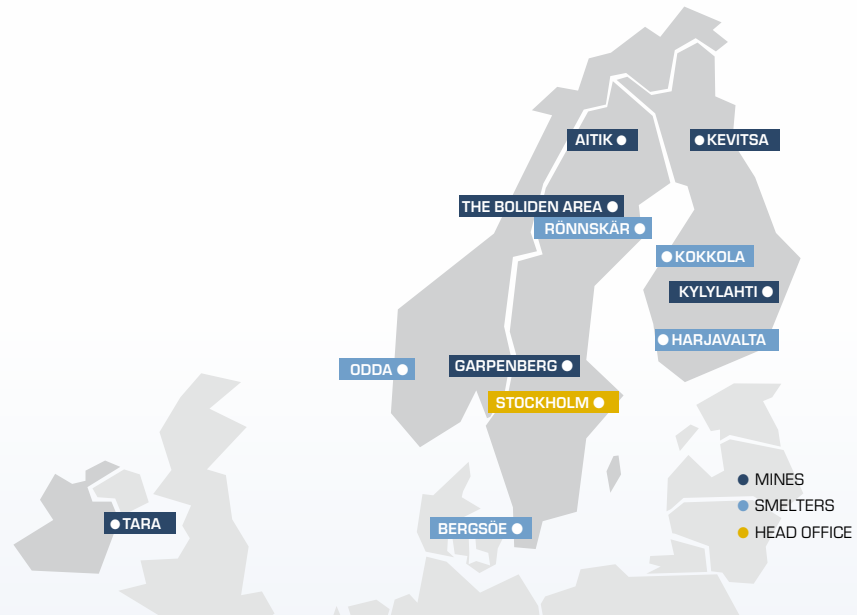 AITIK
KEVITSA
THE BOLIDEN AREA
RÖNNSKÄR
KOKKOLA
KYLYLAHTI
HARJAVALTA
ODDA
GARPENBERG
STOCKHOLM
MINES
SMELTERS
TARA
BERGSÖE
HEAD OFFICE